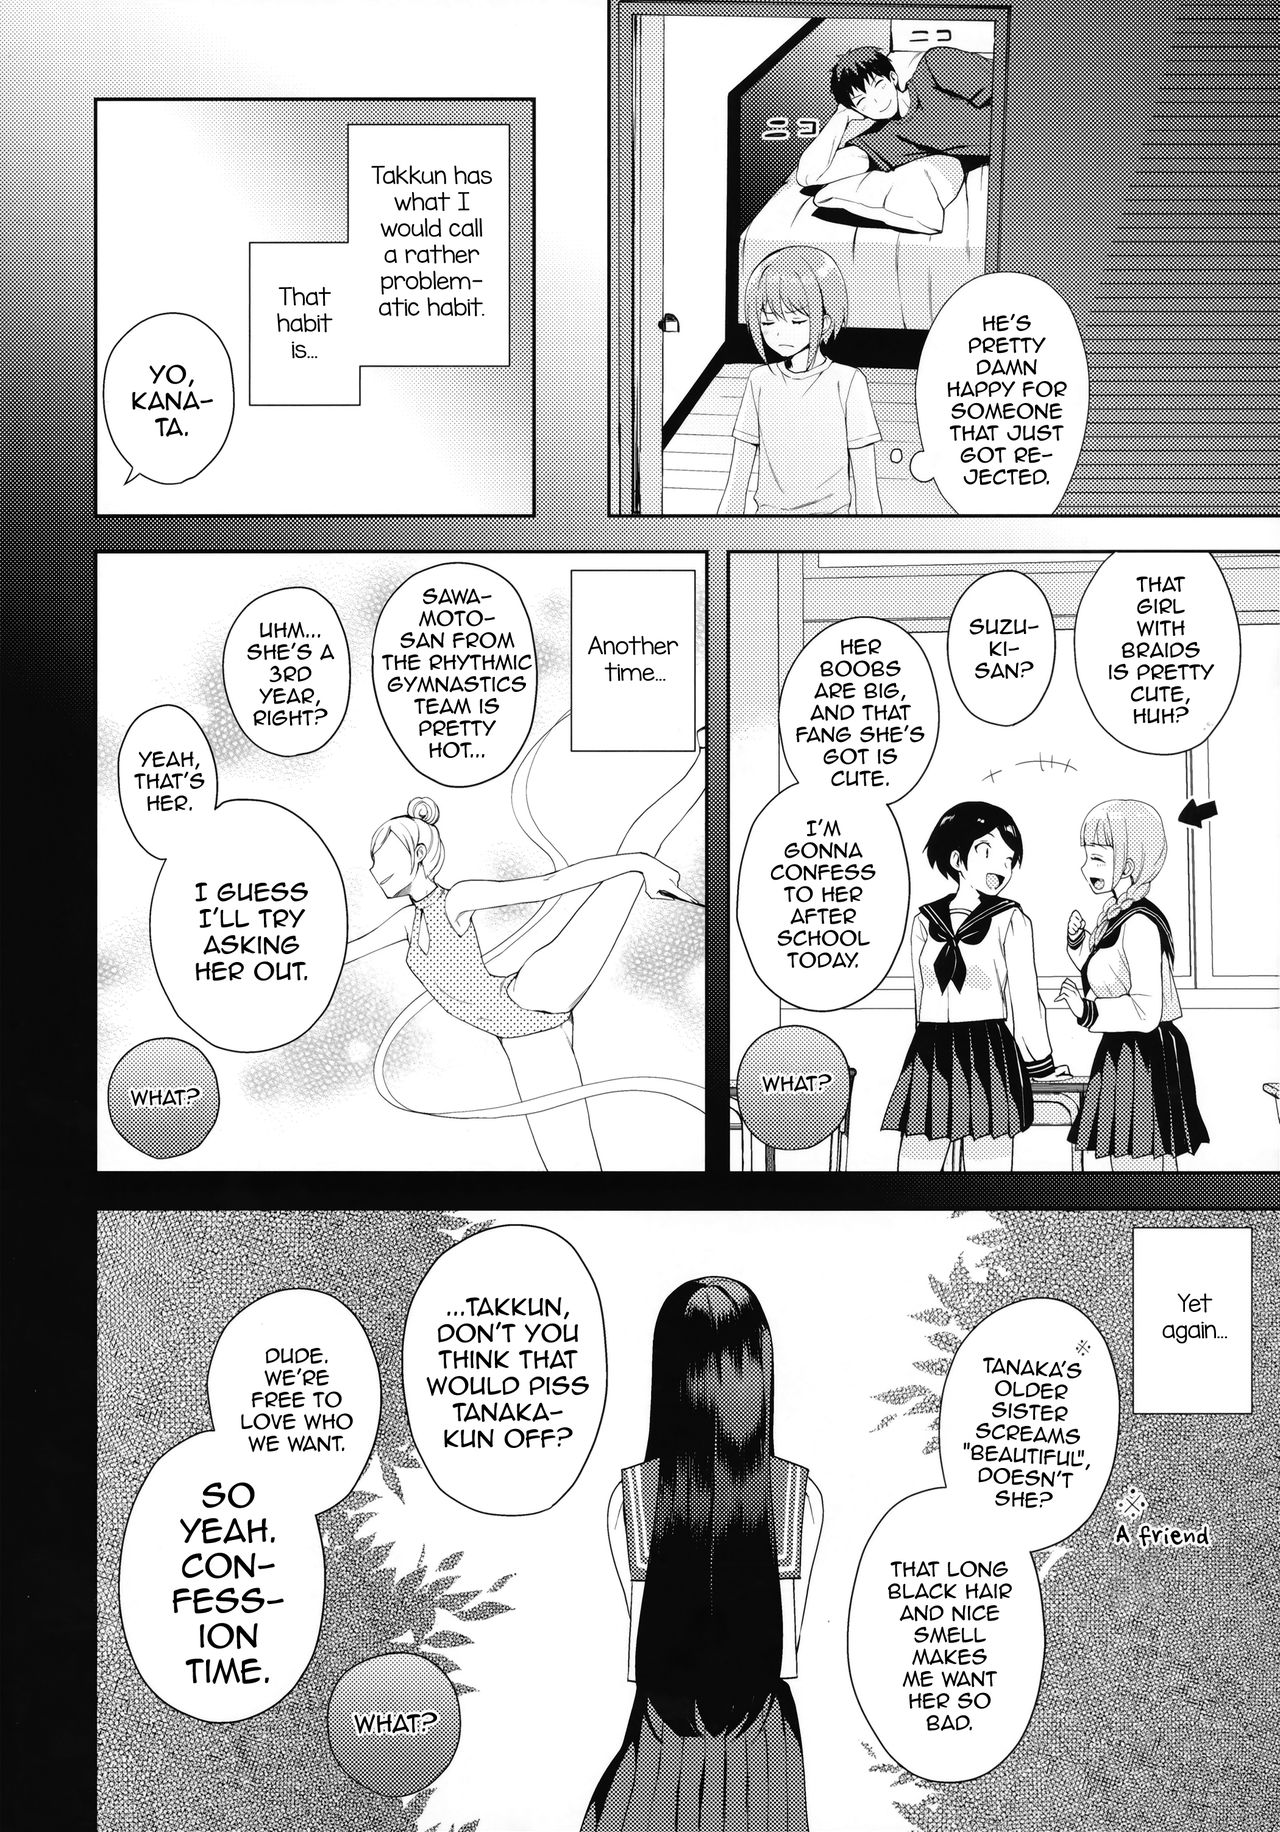 ニコ
ニコ
HE'S
PRETTY
DAMN
HAPPY FOR
SOMEONE
THAT JUST
GOT RE-
JECTED.
Takkun has
what I
would call
a rather
problem-
atic habit.
That
habit
is...
YO,
KANA-
TA.
THAT
GIRL
WITH
BRAIDS
IS PRETTY
CUTE,
HUH?
SUZU-
KI-
SAN?
HER
BOOBS
ARE BIG,
AND THAT
FANG SHE'S
GOT IS
CUTE.
I'M
GONNA
CONFESS
TO HER
AFTER
SCHOOL
TODAY.
WHAT?
Another
time...
SAWA-
MOTO-
SAN FROM
THE RHYTHMIC
GYMNASTICS
TEAM IS
PRETTY
HOT...
UHM...
SHE'S A
3RD
YEAR,
RIGHT?
YEAH,
THAT'S
HER.
I GUESS
I'LL TRY
ASKING
HER OUT.
WHAT?
Yet
again...
※
TANAKA'S
OLDER
SISTER
SCREAMS
"BEAUTIFUL",
DOESN'T
SHE?
※
A friend
THAT LONG
BLACK HAIR
AND NICE
SMELL
MAKES
ME WANT
HER SO
BAD.
...TAKKUN,
DON'T YOU
THINK THAT
WOULD PISS
TANAKA-
KUN OFF?
DUDE.
WE'RE
FREE TO
LOVE WHO
WE WANT.
SO
YEAH.
CON-
FESS-
ION
TIME.
WHAT?